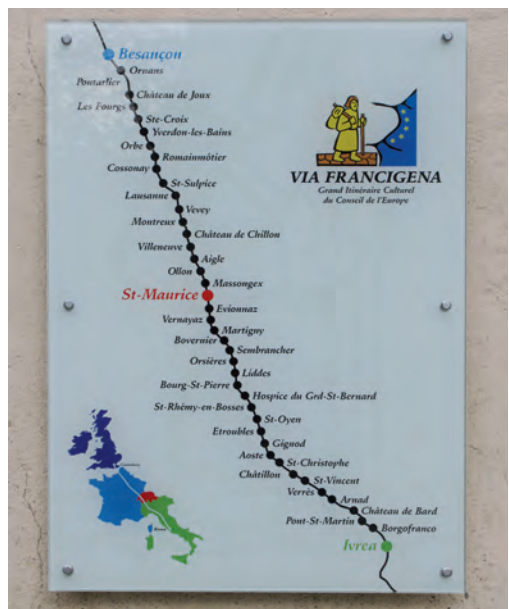 Besançon
Ornans
Pontarlier
Château de Joux
Les Fourgs
Ste-Croix
Yverdon-les-Bains
Orbe
Romainmôtier
Cossonay
St-Sulpice
Lausanne
Vevey
Montreux
Château de Chillon
Villeneuve
Aigle
Ollon
Massongex
St-Maurice
Evionnaz
Vernayaz
Martigny
Bovernier
Sembrancher
Orsières
Liddes
Bourg-St-Pierre
Hospice du Grd-St-Bernard
St-Rhémy-en-Bosses
St-Oyen
Etroubles
Gignod
Aoste
St-Christophe
Châtillon
St-Vincent
Verrès
Arnad
Château de Bard
Pont-St-Martin
Borgofranco
Ivrea
VIA FRANCIGENA
Grand Itinéraire Culturel
du Conseil de l'Europe